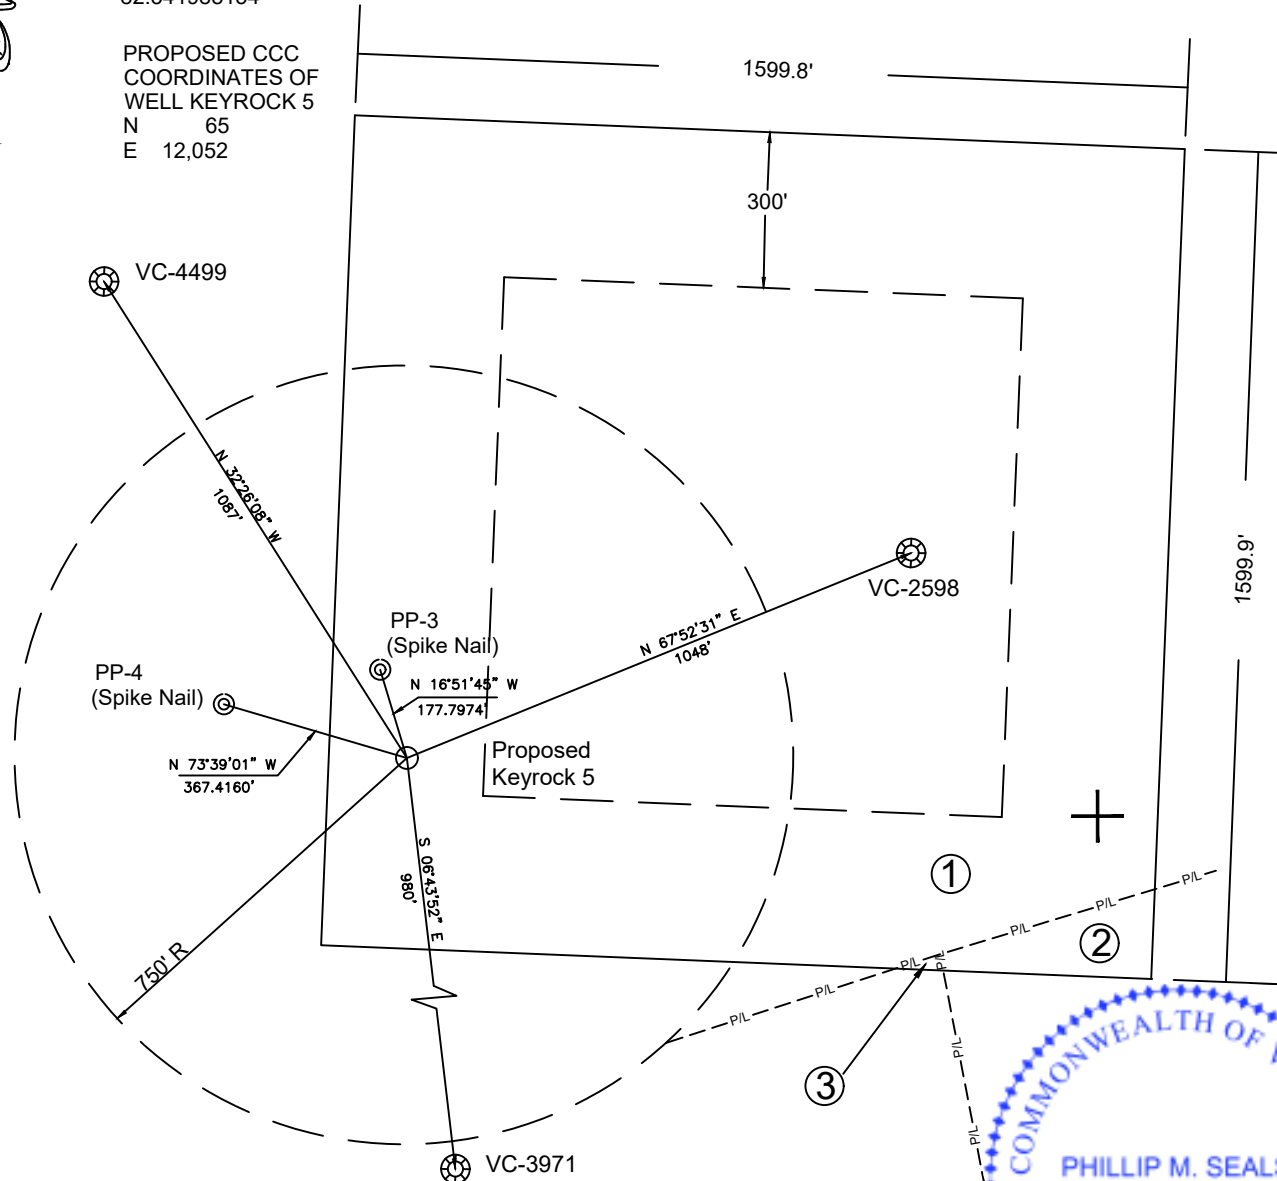 PROPOSED CCC
COORDINATES OF
WELL KEYROCK 5
N 65
E 12,052
1599.8'
300'
VC-4499
N 32°26'08" W
1087'
1599.9'
VC-2598
N 67°52'31" E
1048'
PP-3
(Spike Nail)
PP-4
(Spike Nail)
N 16°51'45" W
177.7974'
Proposed
Keyrock 5
N 73°39'01" W
367.4160'
S 06°43'52" E
980'
750' R
1
2
3
P/L
P/L
P/L
P/L
P/L
P/L
P/L
P/L
P/L
VC-3971
COMMONWEALTH OF
PHILLIP M. SEALS